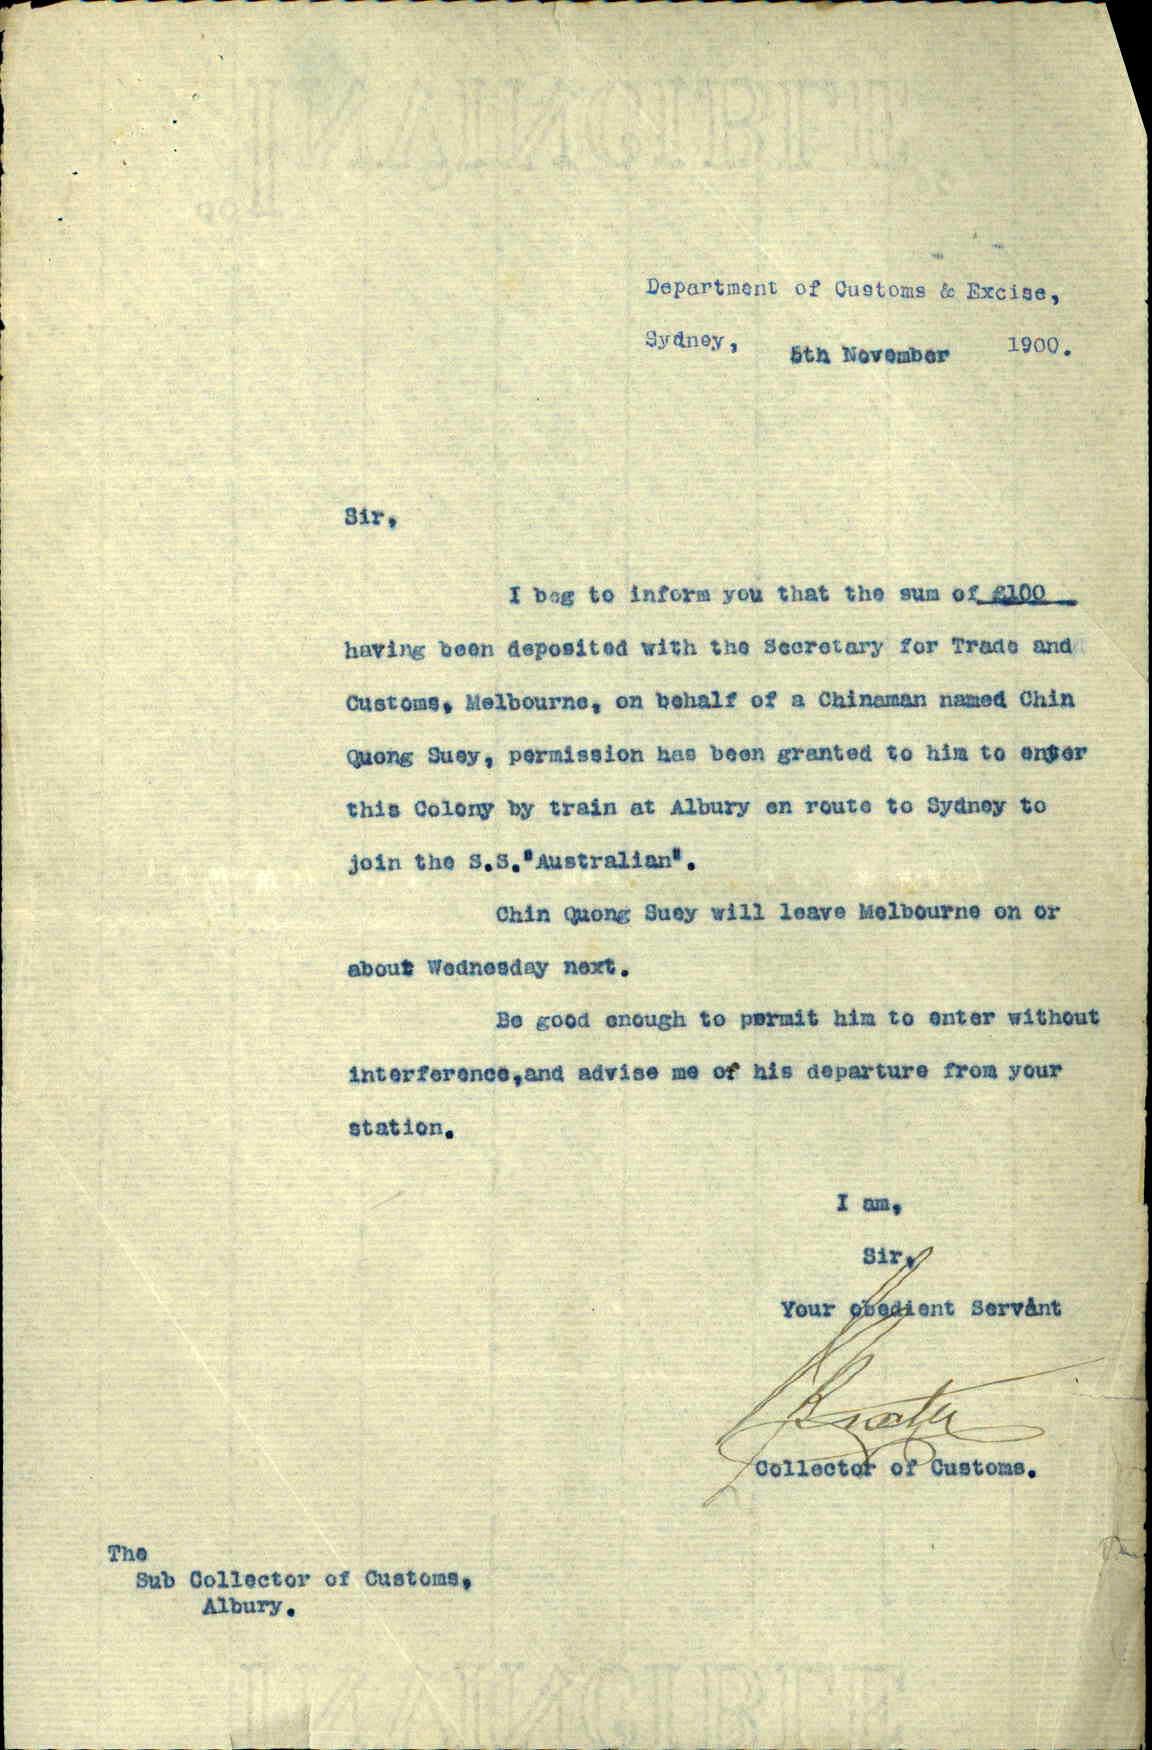 INVINCIBLE
Department of Customs & Excise,
Sydney, 5th November 1900.
Sir,
I beg to inform you that the sum of £100
having been deposited with the Secretary for Trade and
Customs, Melbourne, on behalf of a Chinaman named Chin
Quong Suey, permission has been granted to him to enter
this Colony by train at Albury en route to Sydney to
join the S.S."Australian".
Chin Quong Suey will leave Melbourne on or
about Wednesday next.
Be good enough to permit him to enter without
interference,and advise me of his departure from your
station.
I am,
Sir,
Your obedient Servant
Collector of Customs.
The
Sub Collector of Customs,
Albury.
INVINCIBLE